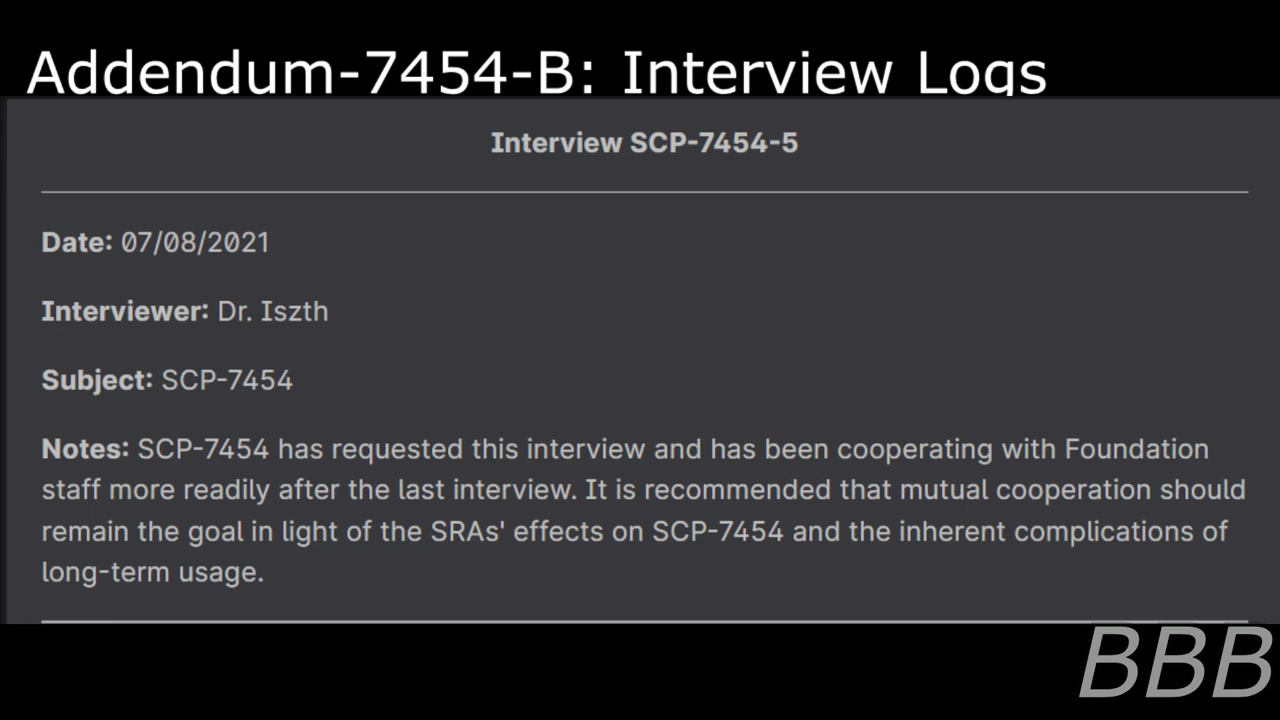 Addendum-7454-B: Interview Logs
Interview SCP-7454-5
Date: 07/08/2021
Interviewer: Dr. Iszth
Subject: SCP-7454
Notes: SCP-7454 has requested this interview and has been cooperating with Foundation
staff more readily after the last interview. It is recommended that mutual cooperation should
remain the goal in light of the SRAs' effects on SCP-7454 and the inherent complications of
long-term usage.
BBB